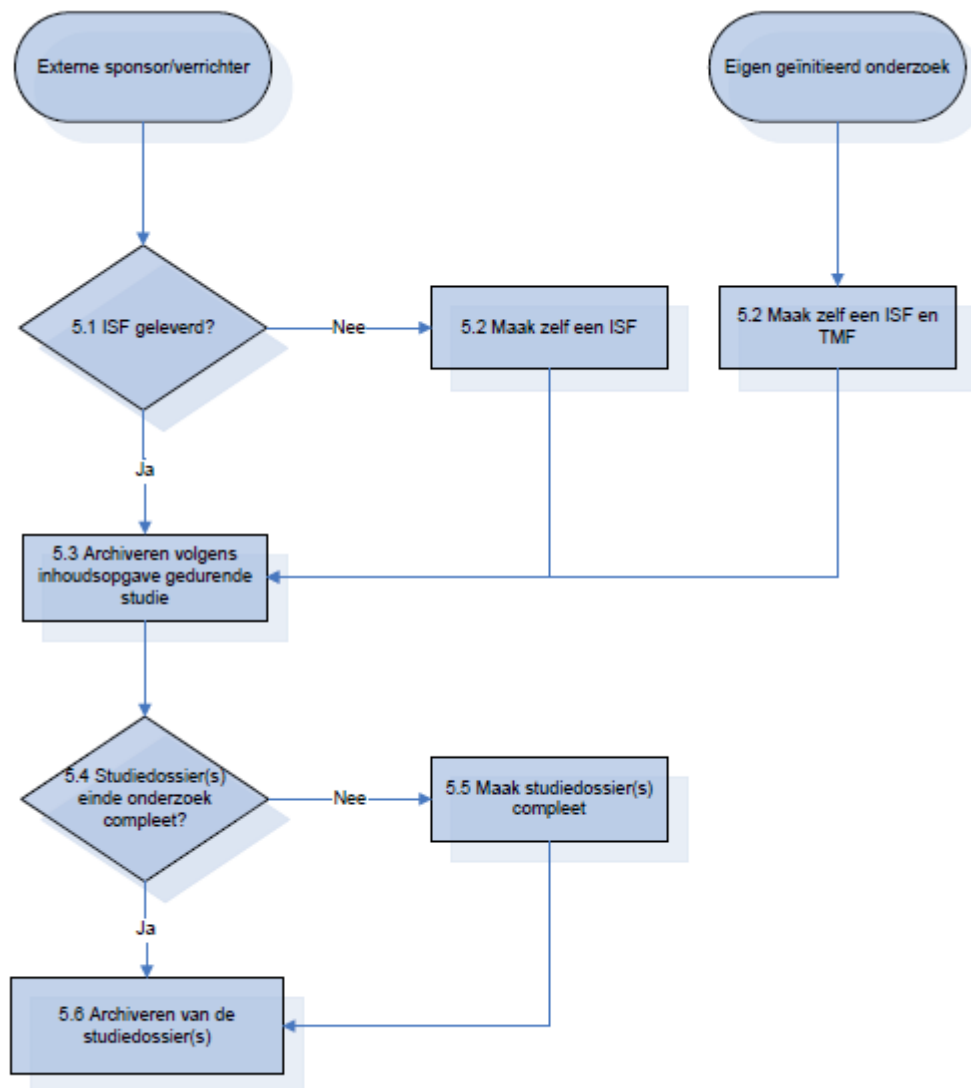 Externe sponsor/verrichter
Eigen geïnitieerd onderzoek
5.1 ISF geleverd?
Nee
5.2 Maak zelf een ISF
5.2 Maak zelf een ISF en
TMF
Ja
5.3 Archiveren volgens
inhoudsopgave gedurende
studie
5.4 Studiedossier(s)
einde onderzoek
compleet?
Nee
5.5 Maak studiedossier(s)
compleet
Ja
5.6 Archiveren van de
studiedossier(s)